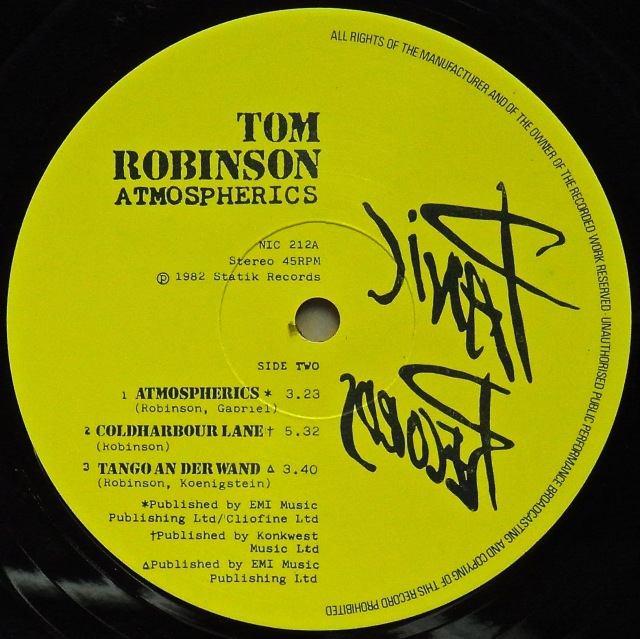 TOM
ROBINSON
ATMOSPHERICS
NIC 212A
Stereo 45RPM
℗ 1982 Statik Records
SIDE TWO
1 ATMOSPHERICS * 3.23
(Robinson, Gabriel)
2 COLDHARBOUR LANE † 5.32
(Robinson)
3 TANGO AN DER WAND Δ 3.40
(Robinson, Koenigstein)
*Published by EMI Music
Publishing Ltd/Cliofine Ltd
†Published by Konkwest
Music Ltd
ΔPublished by EMI Music
Publishing Ltd
Panic
Records
ALL RIGHTS OF THE MANUFACTURER AND OF THE OWNER OF THE RECORDED WORK RESERVED · UNAUTHORISED PUBLIC PERFORMANCE BROADCASTING AND COPYING OF THIS RECORD PROHIBITED